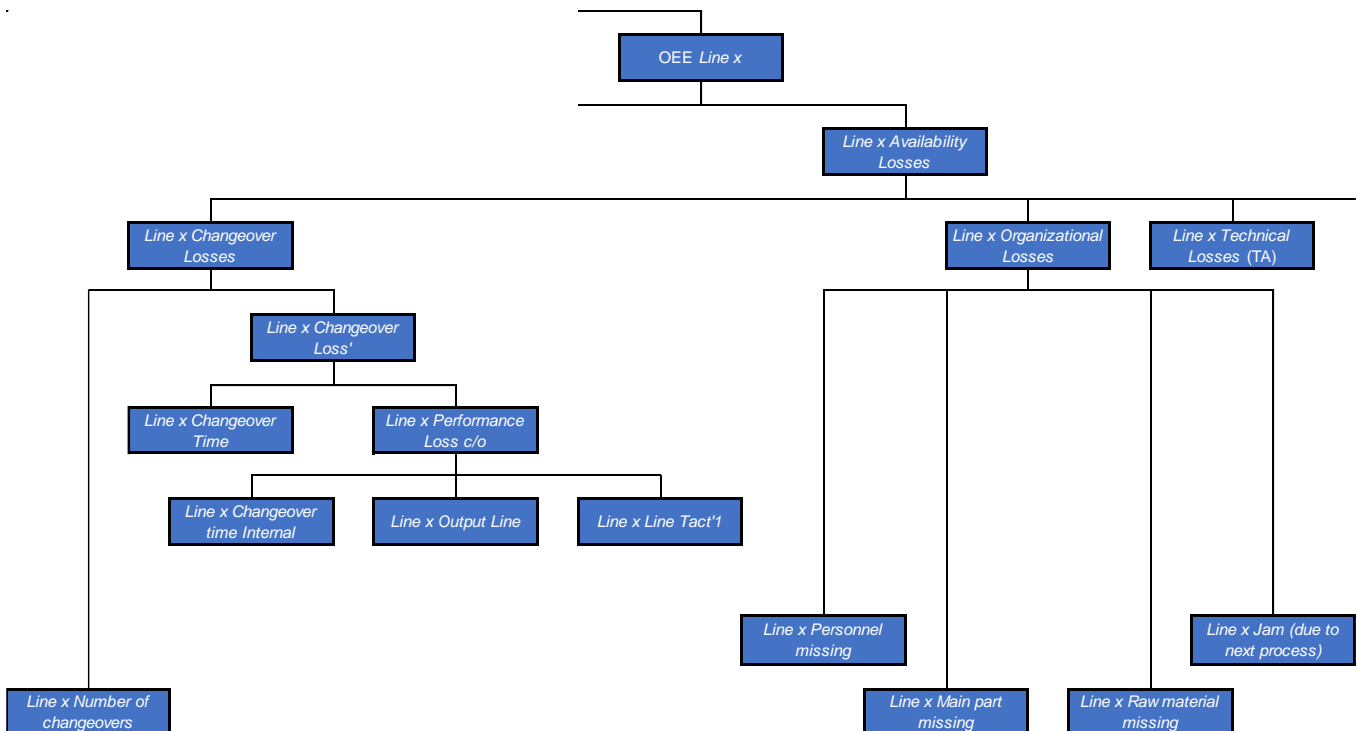 OEE Line x
Line x Availability
Losses
Line x Changeover
Losses
Line x Organizational
Losses
Line x Technical
Losses (TA)
Line x Changeover
Loss'
Line x Changeover
Time
Line x Performance
Loss c/o
Line x Changeover
time Internal
Line x Output Line
Line x Line Tact'1
Line x Personnel
missing
Line x Jam (due to
next process)
Line x Number of
changeovers
Line x Main part
missing
Line x Raw material
missing